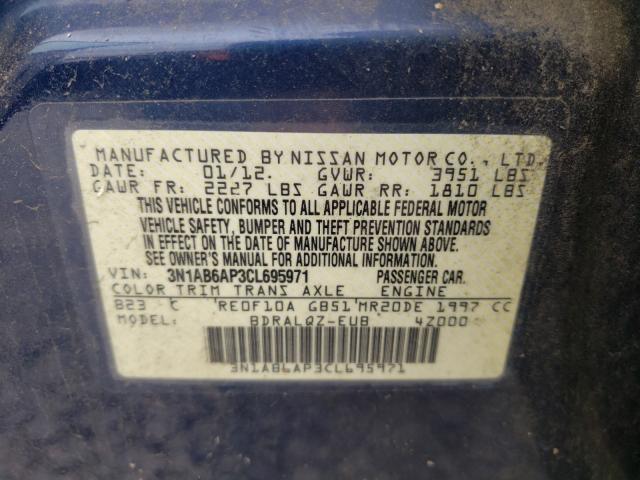 MANUFACTURED BY NISSAN MOTOR CO., LTD.
DATE: 01/12. GVWR: 3951 LBS
GAWR FR: 2227 LBS GAWR RR: 1810 LBS
THIS VEHICLE CONFORMS TO ALL APPLICABLE FEDERAL MOTOR
VEHICLE SAFETY, BUMPER AND THEFT PREVENTION STANDARDS
IN EFFECT ON THE DATE OF MANUFACTURE SHOWN ABOVE.
SEE OWNER'S MANUAL FOR ADDITIONAL INFORMATION.
VIN: 3N1AB6AP3CL695971 PASSENGER CAR.
COLOR TRIM TRANS AXLE ENGINE
B23 C RE0F10A GB51 MR20DE 1997 CC
MODEL: BDRALQZ-EUB 4Z000
3N1AB6AP3CL695971